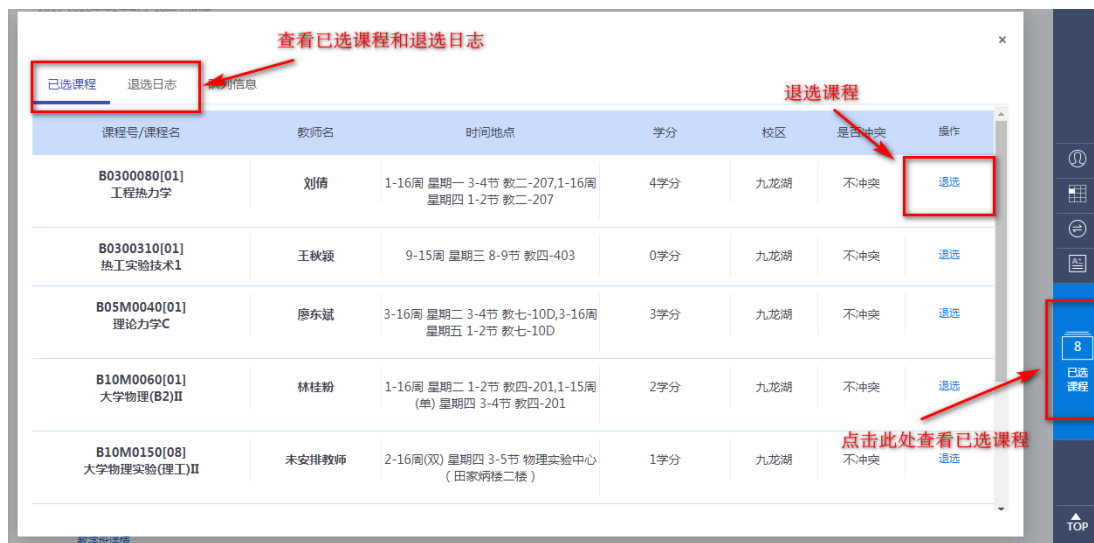 查看已选课程和退选日志
×
已选课程 退选日志 队列信息
退选课程
课程号/课程名 教师名 时间地点 学分 校区 是否冲突 操作
B0300080[01]
工程热力学
刘倩
1-16周 星期一 3-4节 教二-207,1-16周
星期四 1-2节 教二-207
4学分
九龙湖
不冲突
退选
B0300310[01]
热工实验技术1
王秋颖
9-15周 星期三 8-9节 教四-403
0学分
九龙湖
不冲突
退选
B05M0040[01]
理论力学C
廖东斌
3-16周 星期二 3-4节 教七-10D,3-16周
星期五 1-2节 教七-10D
3学分
九龙湖
不冲突
退选
B10M0060[01]
大学物理(B2)II
林桂粉
1-16周 星期二 1-2节 教四-201,1-15周
(单) 星期四 3-4节 教四-201
2学分
九龙湖
不冲突
退选
点击此处查看已选课程
B10M0150[08]
大学物理实验(理工)II
未安排教师
2-16周(双) 星期四 3-5节 物理实验中心
(田家炳楼二楼)
1学分
九龙湖
不冲突
退选
8
已选
课程
TOP
教学班详情